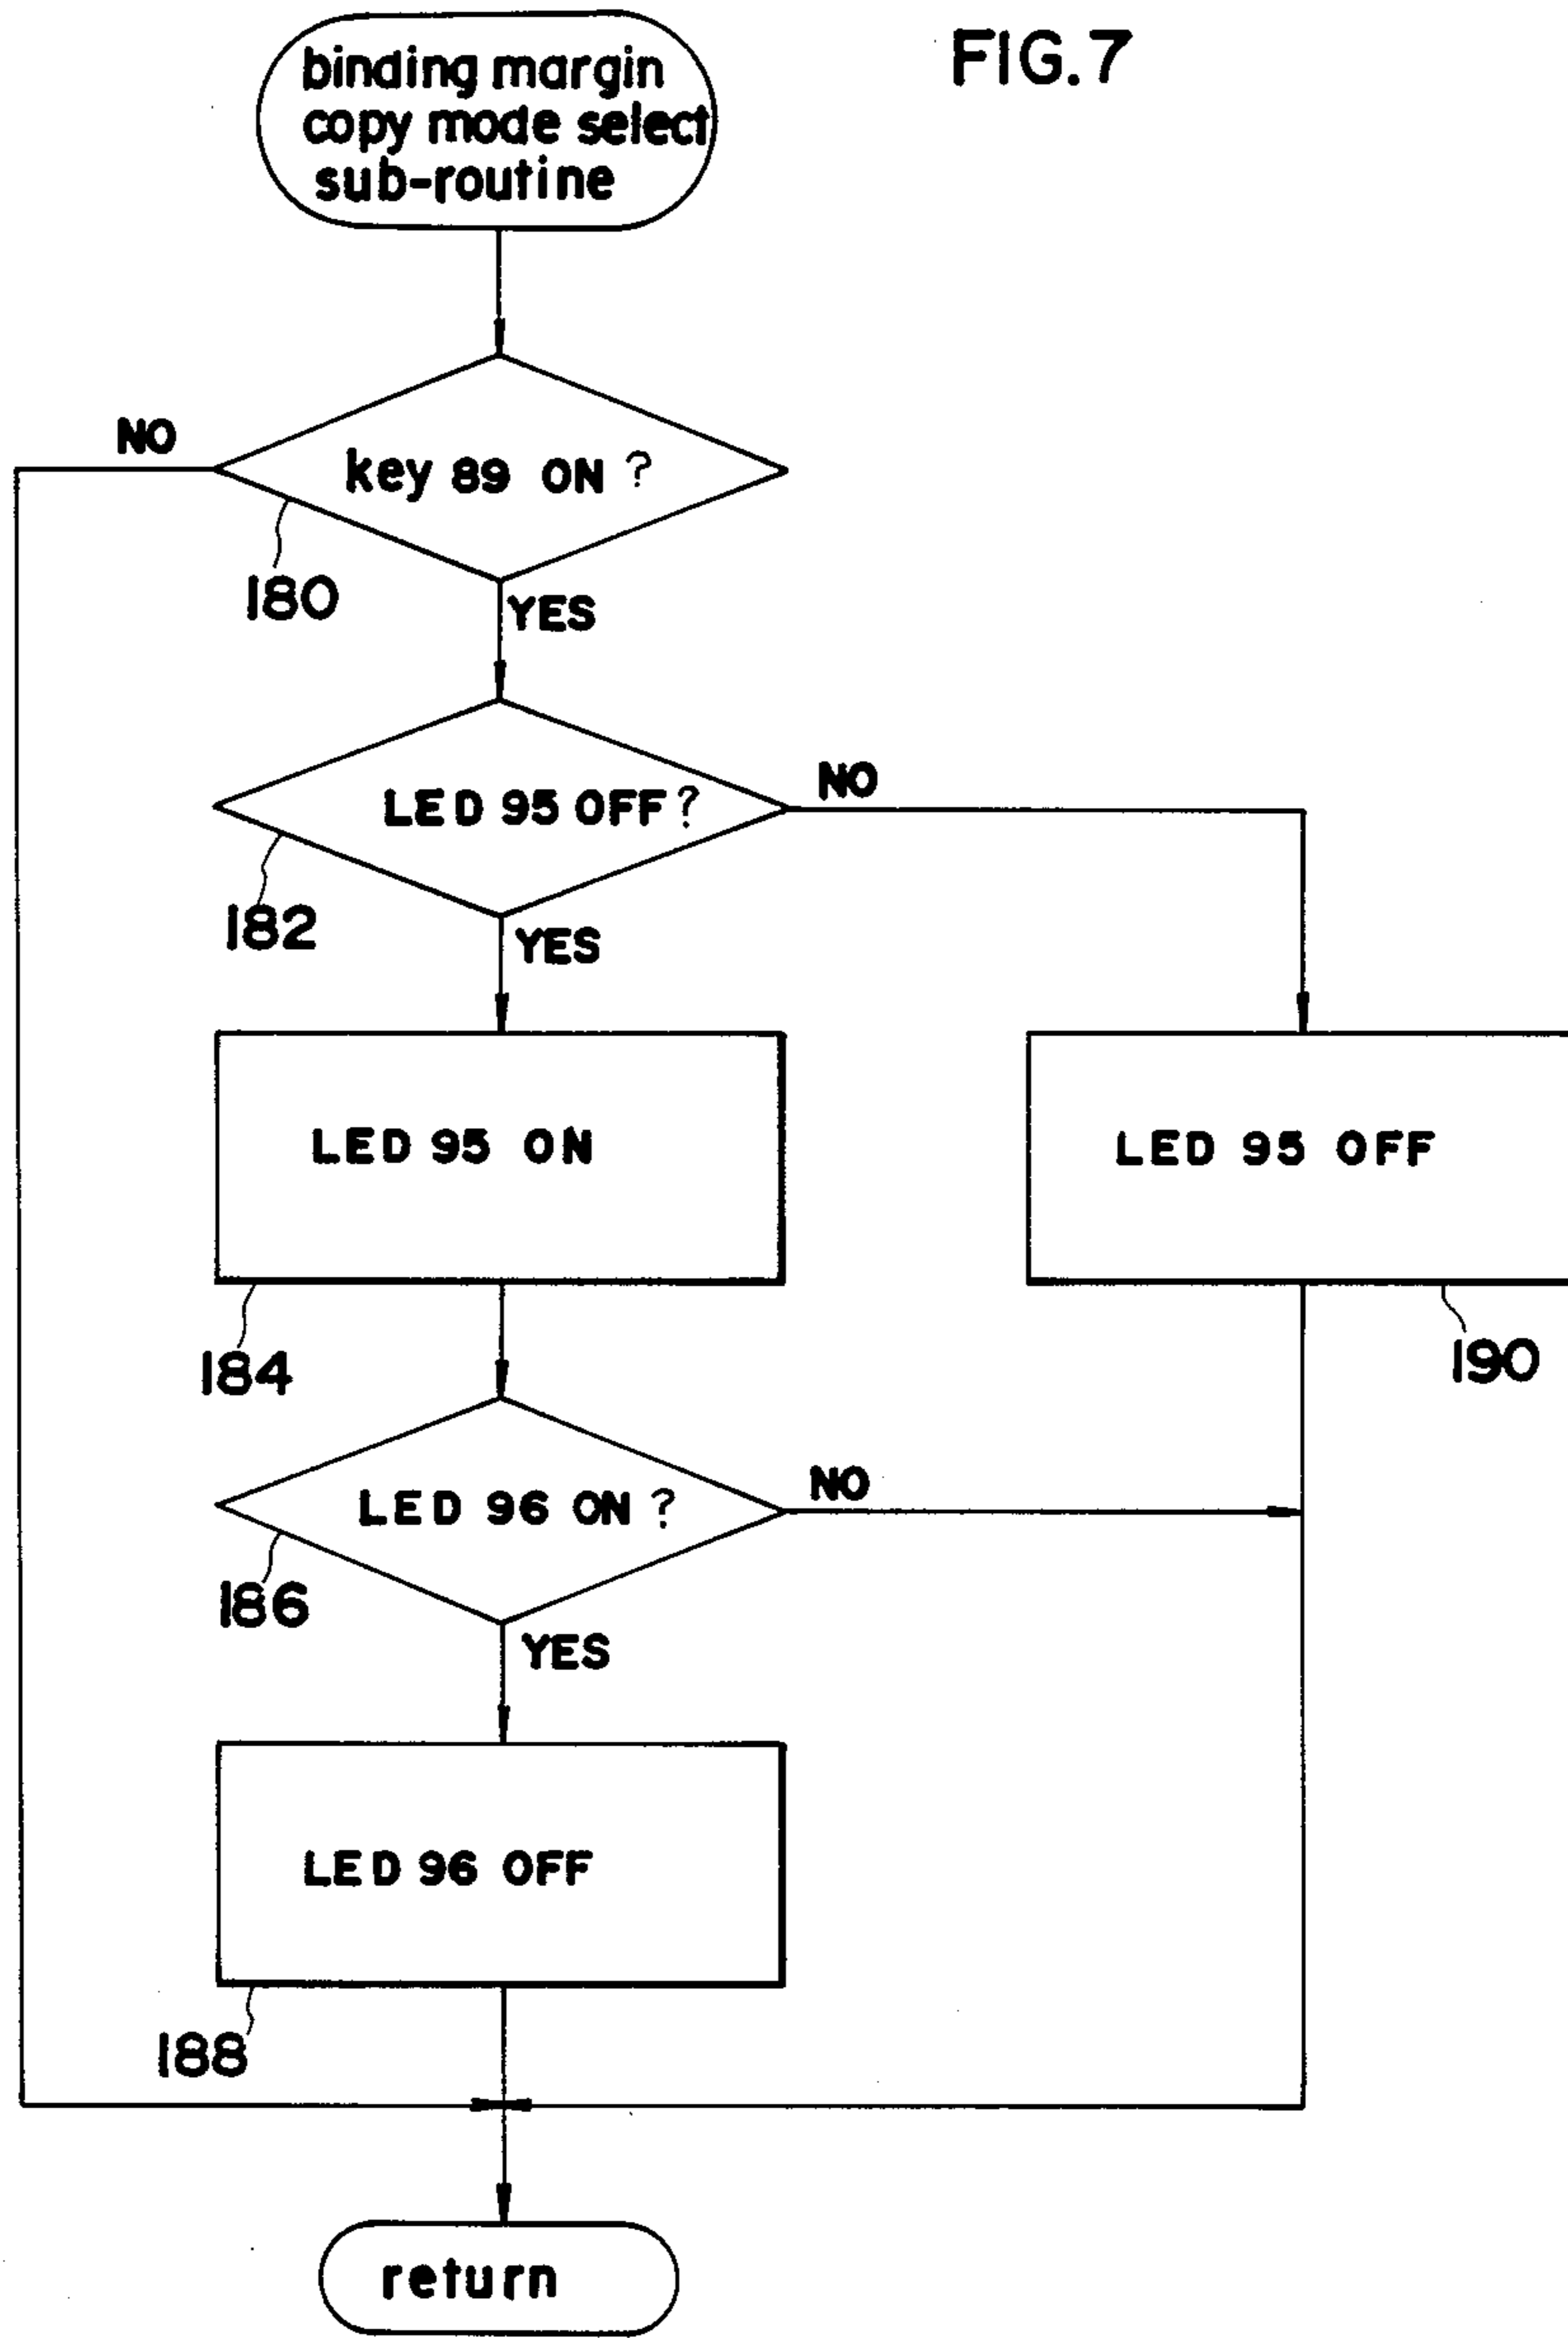 FIG.7
binding margin
copy mode select
sub-routine
NO
key 89 ON ?
180
YES
LED 95 OFF?
NO
182
YES
LED 95 ON
LED 95 OFF
184
190
LED 96 ON ?
NO
186
YES
LED 96 OFF
188
return